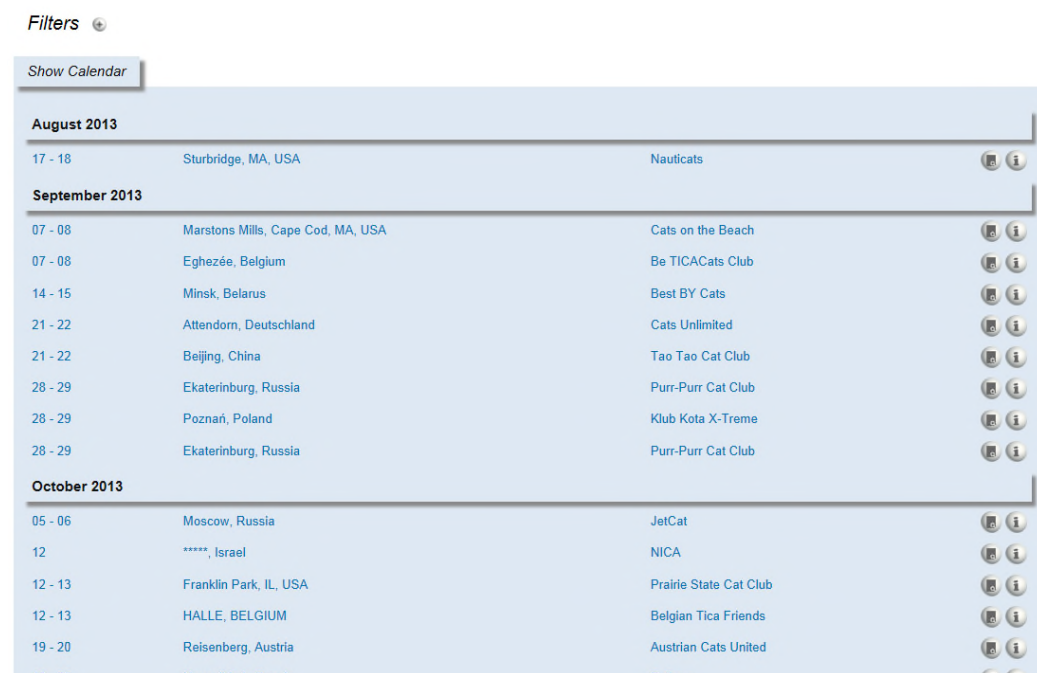 Filters
Show Calendar
August 2013
17 - 18 Sturbridge, MA, USA Nauticats
September 2013
07 - 08 Marstons Mills, Cape Cod, MA, USA Cats on the Beach
07 - 08 Eghezée, Belgium Be TICACats Club
14 - 15 Minsk, Belarus Best BY Cats
21 - 22 Attendorn, Deutschland Cats Unlimited
21 - 22 Beijing, China Tao Tao Cat Club
28 - 29 Ekaterinburg, Russia Purr-Purr Cat Club
28 - 29 Poznań, Poland Klub Kota X-Treme
28 - 29 Ekaterinburg, Russia Purr-Purr Cat Club
October 2013
05 - 06 Moscow, Russia JetCat
12 *****, Israel NICA
12 - 13 Franklin Park, IL, USA Prairie State Cat Club
12 - 13 HALLE, BELGIUM Belgian Tica Friends
19 - 20 Reisenberg, Austria Austrian Cats United